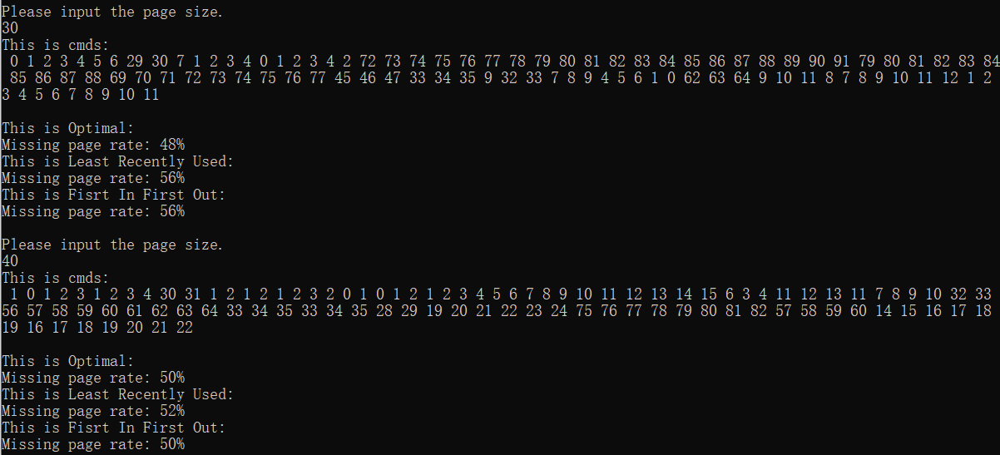 Please input the page size.
30
This is cmds:
0 1 2 3 4 5 6 29 30 7 1 2 3 4 0 1 2 3 4 2 72 73 74 75 76 77 78 79 80 81 82 83 84 85 86 87 88 89 90 91 79 80 81 82 83 84
85 86 87 88 69 70 71 72 73 74 75 76 77 45 46 47 33 34 35 9 32 33 7 8 9 4 5 6 1 0 62 63 64 9 10 11 8 7 8 9 10 11 12 1 2
3 4 5 6 7 8 9 10 11
This is Optimal:
Missing page rate: 48%
This is Least Recently Used:
Missing page rate: 56%
This is Fisrt In First Out:
Missing page rate: 56%
Please input the page size.
40
This is cmds:
1 0 1 2 3 1 2 3 4 30 31 1 2 1 2 1 2 3 2 0 1 0 1 2 1 2 3 4 5 6 7 8 9 10 11 12 13 14 15 6 3 4 11 12 13 11 7 8 9 10 32 33
56 57 58 59 60 61 62 63 64 33 34 35 33 34 35 28 29 19 20 21 22 23 24 75 76 77 78 79 80 81 82 57 58 59 60 14 15 16 17 18
19 16 17 18 19 20 21 22
This is Optimal:
Missing page rate: 50%
This is Least Recently Used:
Missing page rate: 52%
This is Fisrt In First Out:
Missing page rate: 50%